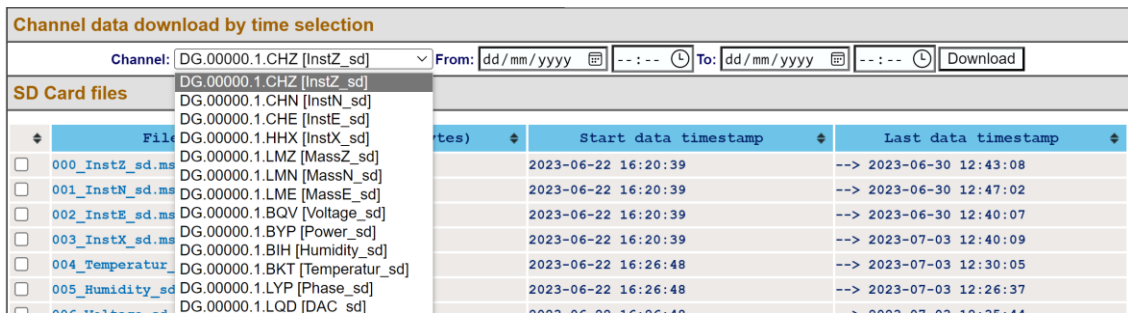 Channel data download by time selection
Channel: DG.00000.1.CHZ [InstZ_sd] From: dd/mm/yyyy --:-- To: dd/mm/yyyy --:-- Download
DG.00000.1.CHZ [InstZ_sd]
SD Card files
DG.00000.1.CHN [InstN_sd]
DG.00000.1.CHE [InstE_sd]
DG.00000.1.HHX [InstX_sd]
File ytes) Start data timestamp Last data timestamp
DG.00000.1.LMZ [MassZ_sd]
000_InstZ_sd.ms 2023-06-22 16:20:39 --> 2023-06-30 12:43:08
DG.00000.1.LMN [MassN_sd]
001_InstN_sd.ms 2023-06-22 16:20:39 --> 2023-06-30 12:47:02
DG.00000.1.LME [MassE_sd]
DG.00000.1.BQV [Voltage_sd]
002_InstE_sd.ms 2023-06-22 16:20:39 --> 2023-06-30 12:40:07
DG.00000.1.BYP [Power_sd]
003_InstX_sd.ms 2023-06-22 16:20:39 --> 2023-07-03 12:40:09
DG.00000.1.BIH [Humidity_sd]
004_Temperatur_ 2023-06-22 16:26:48 --> 2023-07-03 12:30:05
DG.00000.1.BKT [Temperatur_sd]
005_Humidity_sd 2023-06-22 16:26:48 --> 2023-07-03 12:26:37
DG.00000.1.LYP [Phase_sd]
DG.00000.1.LQD [DAC_sd]